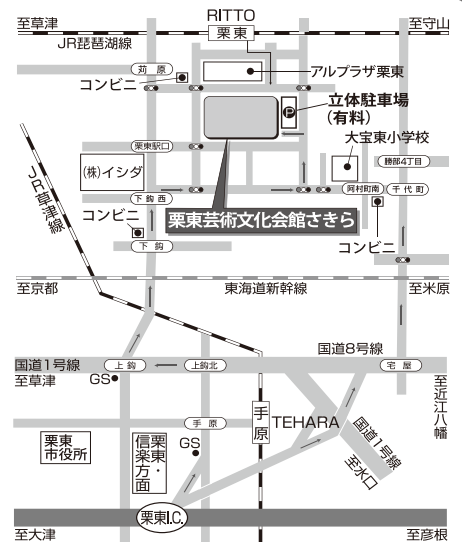 至草津
RITTO
栗東
至守山
JR琵琶湖線
苅原
アルプラザ栗東
コンビニ
P
立体駐車場
(有料)
大宝東小学校
栗東駅口
勝部4丁目
(株)イシダ
JR草津線
下鈎西
阿村町南
千代町
コンビニ
栗東芸術文化会館さきら
コンビニ
下鈎
至京都
東海道新幹線
至米原
国道8号線
国道1号線
上鈎
上鈎北
宅屋
至草津
GS
至近江八幡
手原
手原
TEHARA
国道1号線
至水口
栗東
市役所
栗東・
信楽方面
GS
栗東I.C.
至大津
至彦根